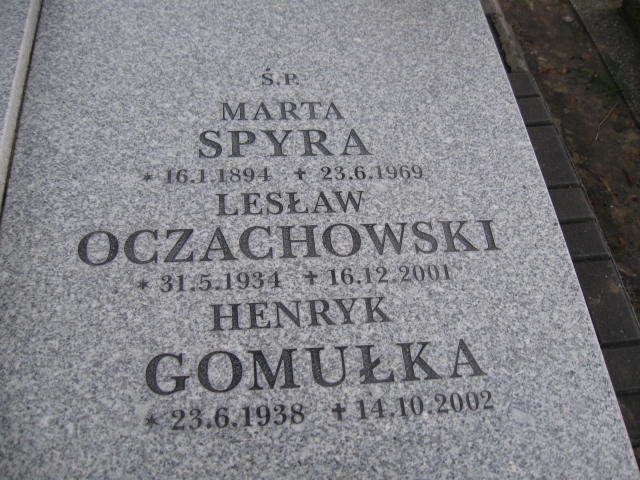 Ś.P.
MARTA
SPYRA
* 16.1.1894 + 23.6.1969
LESŁAW
OCZACHOWSKI
* 31.5.1934 + 16.12.2001
HENRYK
GOMUŁKA
* 23.6.1938 + 14.10.2002